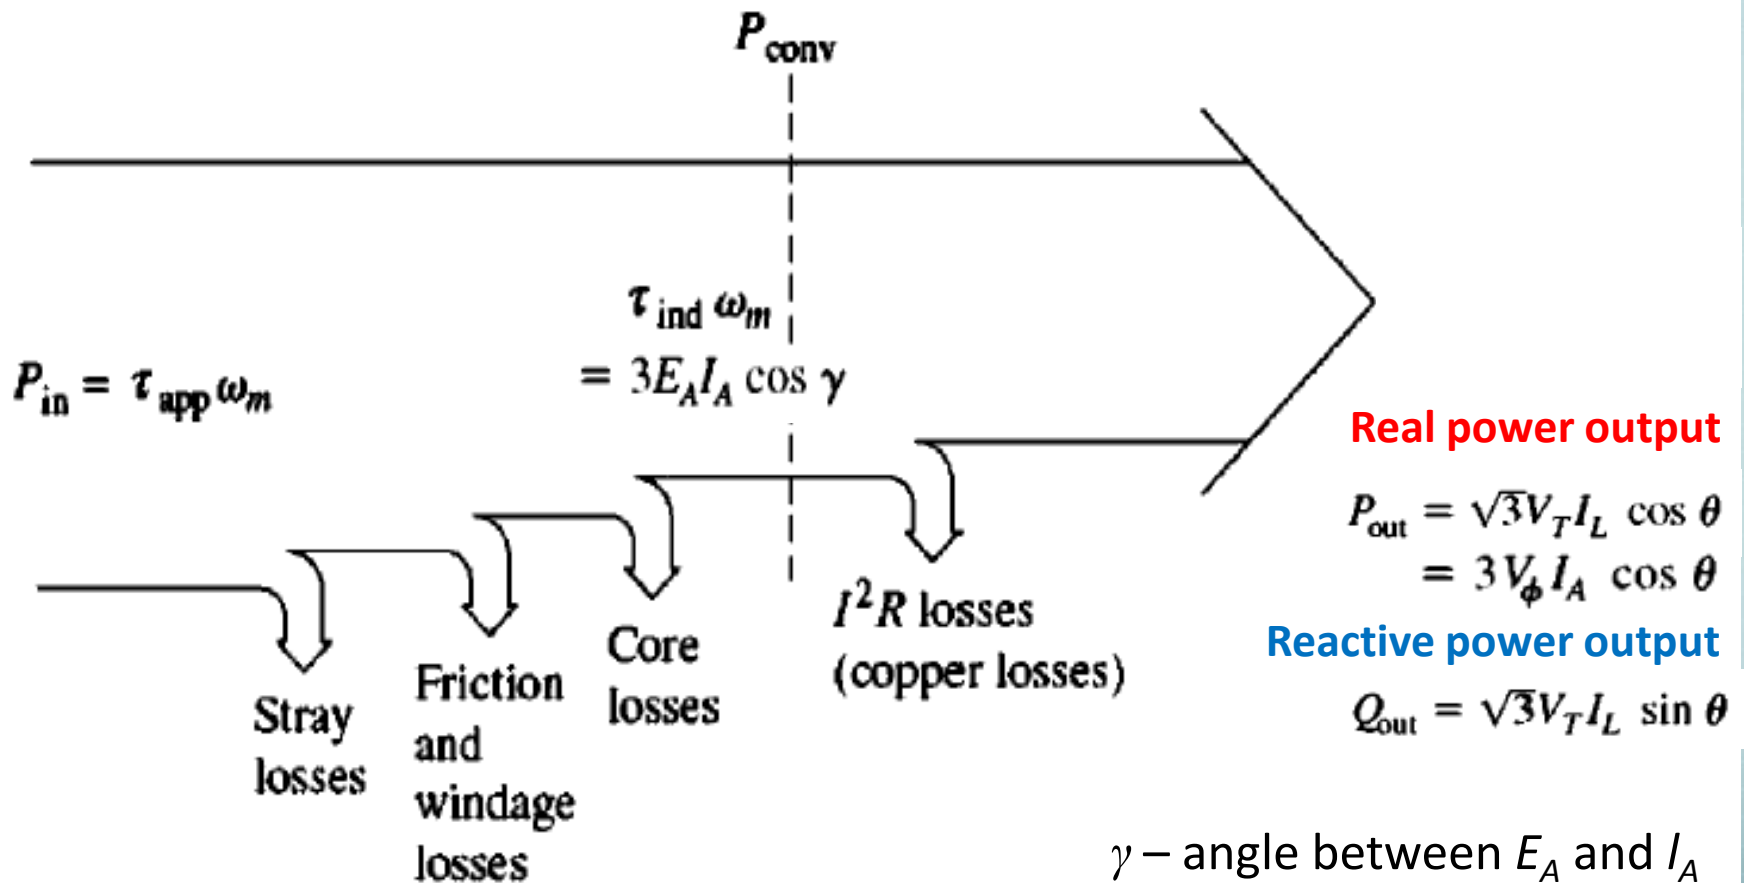 P_conv
τ_ind ω_m
= 3E_A I_A cos γ
P_in = τ_app ω_m
Stray
losses
Friction
and
windage
losses
Core
losses
I²R losses
(copper losses)
Real power output
P_out = √3V_T I_L cos θ
= 3V_ϕ I_A cos θ
Reactive power output
Q_out = √3V_T I_L sin θ
γ – angle between E_A and I_A